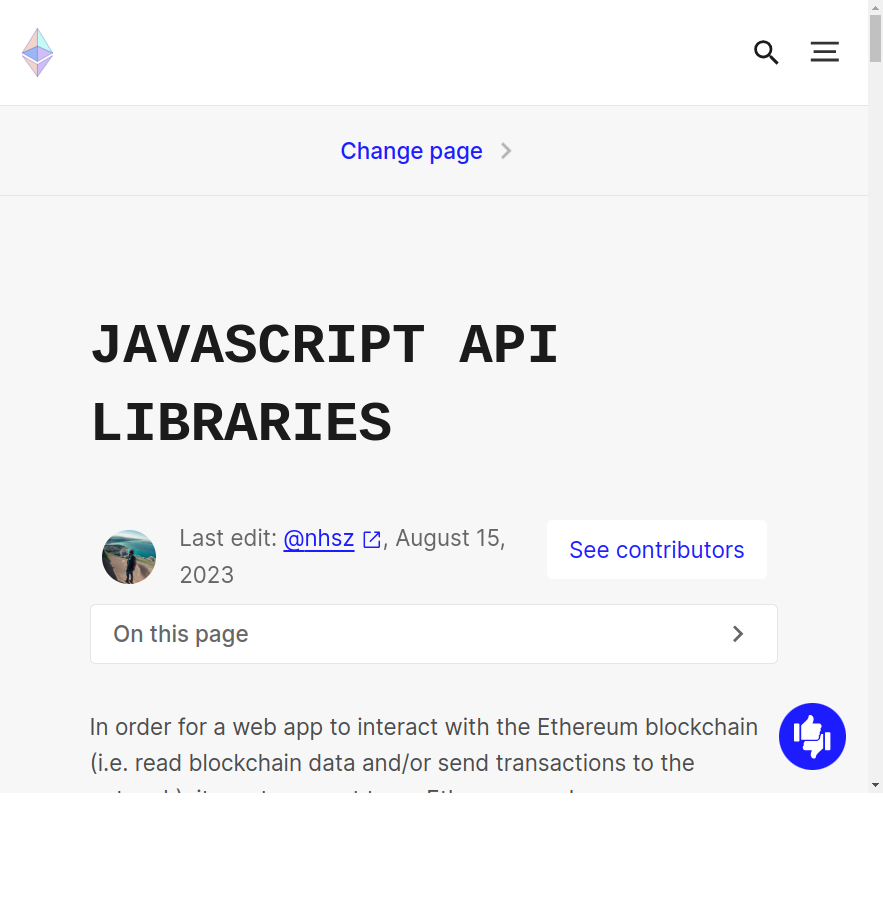 Change page
JAVASCRIPT API
LIBRARIES
Last edit: @nhsz , August 15,
2023
See contributors
On this page
In order for a web app to interact with the Ethereum blockchain
(i.e. read blockchain data and/or send transactions to the